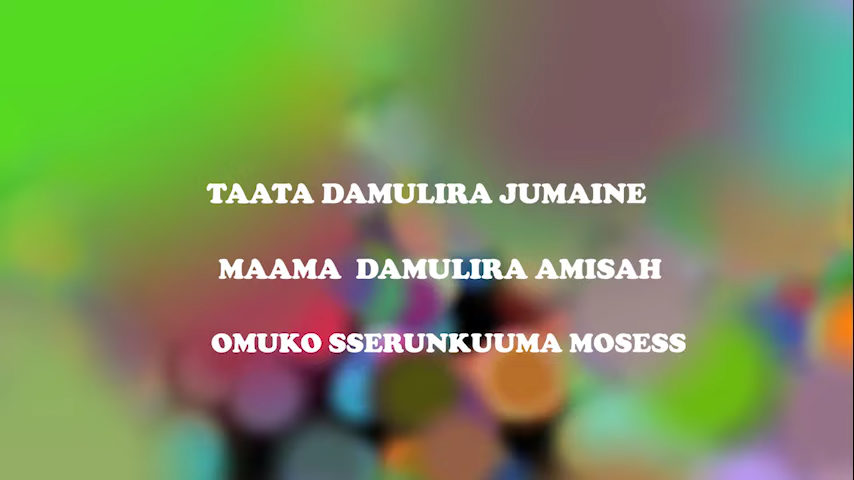 TAATA DAMULIRA JUMAINE
MAAMA DAMULIRA AMISAH
OMUKO SSERUNKUUMA MOSESS